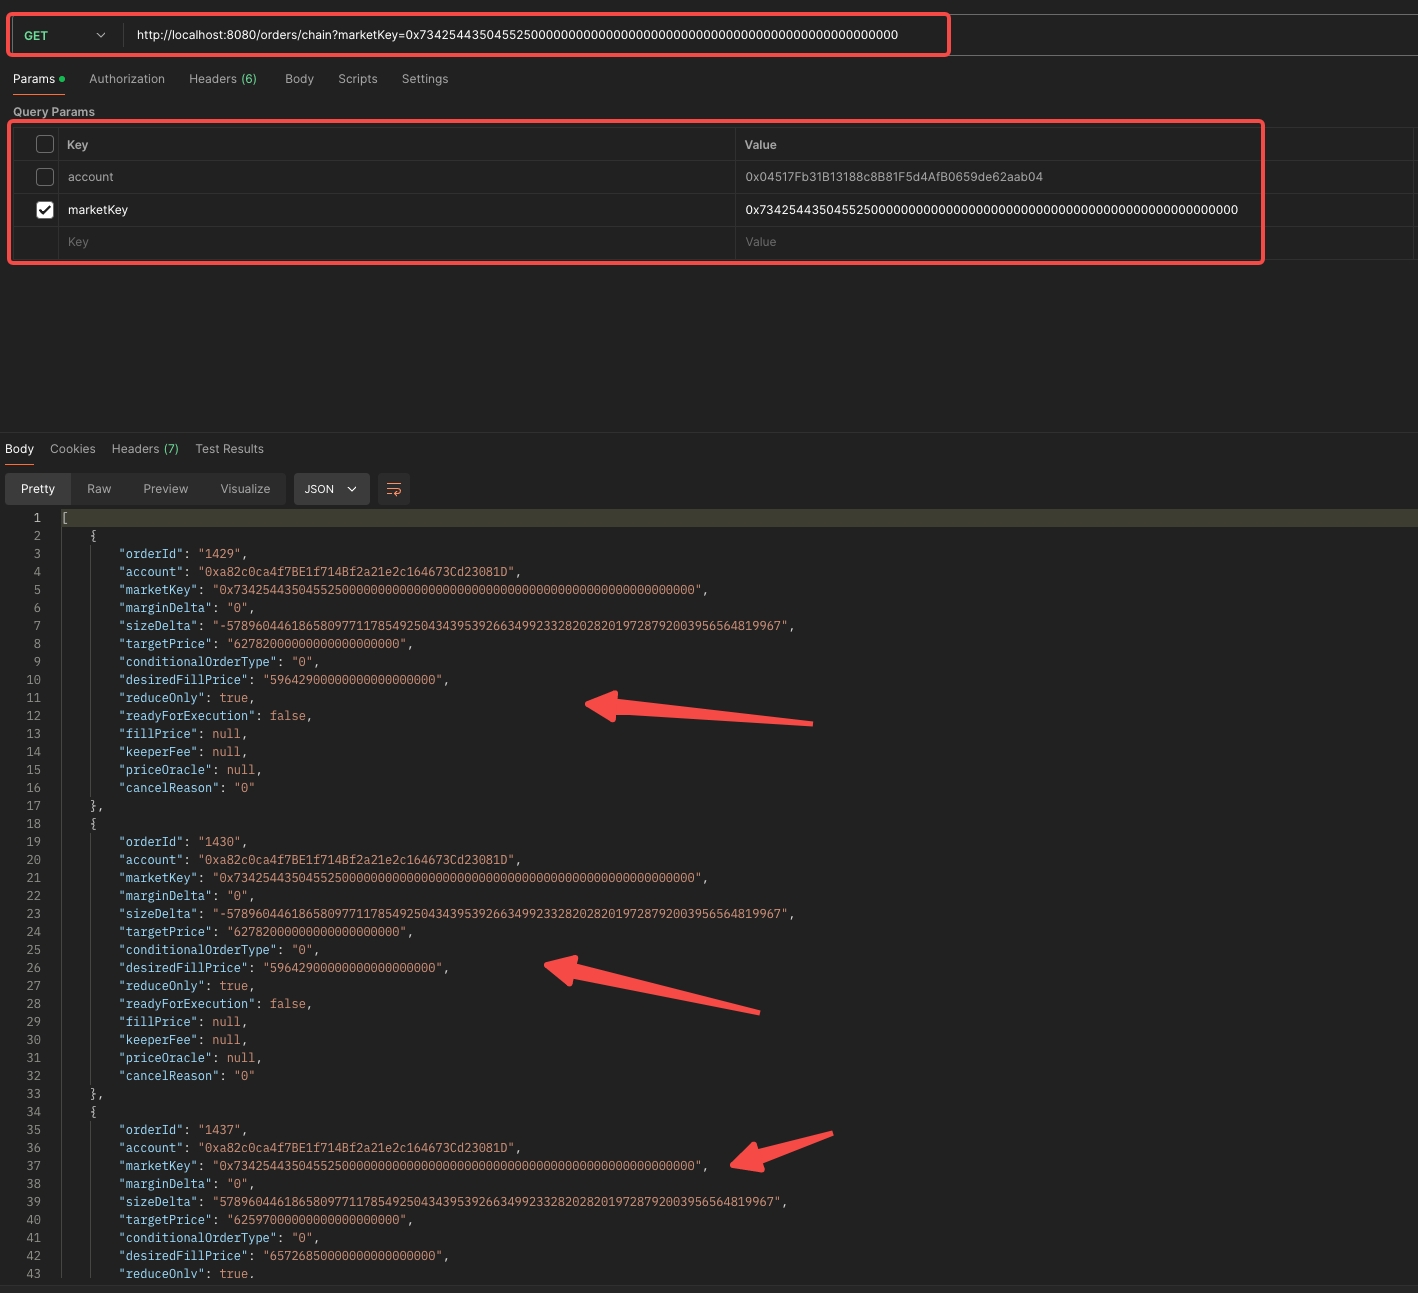 GET
http://localhost:8080/orders/chain?marketKey=0x7342544350455250000000000000000000000000000000000000000000000000
Params
Authorization
Headers (6)
Body
Scripts
Settings
Query Params
Key Value
account 0x04517Fb31B13188c8B81F5d4AfB0659de62aab04
marketKey 0x7342544350455250000000000000000000000000000000000000000000000000
Key Value
Body Cookies Headers (7) Test Results
Pretty Raw Preview Visualize JSON
1 [
2 {
3 "orderId": "1429",
4 "account": "0xa82c0ca4f7BE1f714Bf2a21e2c164673Cd23081D",
5 "marketKey": "0x7342544350455250000000000000000000000000000000000000000000000000",
6 "marginDelta": "0",
7 "sizeDelta": "-57896044618658097711785492504343953926634992332820282019728792003956564819967",
8 "targetPrice": "62782000000000000000000",
9 "conditionalOrderType": "0",
10 "desiredFillPrice": "59642900000000000000000",
11 "reduceOnly": true,
12 "readyForExecution": false,
13 "fillPrice": null,
14 "keeperFee": null,
15 "priceOracle": null,
16 "cancelReason": "0"
17 },
18 {
19 "orderId": "1430",
20 "account": "0xa82c0ca4f7BE1f714Bf2a21e2c164673Cd23081D",
21 "marketKey": "0x7342544350455250000000000000000000000000000000000000000000000000",
22 "marginDelta": "0",
23 "sizeDelta": "-57896044618658097711785492504343953926634992332820282019728792003956564819967",
24 "targetPrice": "62782000000000000000000",
25 "conditionalOrderType": "0",
26 "desiredFillPrice": "59642900000000000000000",
27 "reduceOnly": true,
28 "readyForExecution": false,
29 "fillPrice": null,
30 "keeperFee": null,
31 "priceOracle": null,
32 "cancelReason": "0"
33 },
34 {
35 "orderId": "1437",
36 "account": "0xa82c0ca4f7BE1f714Bf2a21e2c164673Cd23081D",
37 "marketKey": "0x7342544350455250000000000000000000000000000000000000000000000000",
38 "marginDelta": "0",
39 "sizeDelta": "57896044618658097711785492504343953926634992332820282019728792003956564819967",
40 "targetPrice": "62597000000000000000000",
41 "conditionalOrderType": "0",
42 "desiredFillPrice": "65726850000000000000000",
43 "reduceOnly": true,